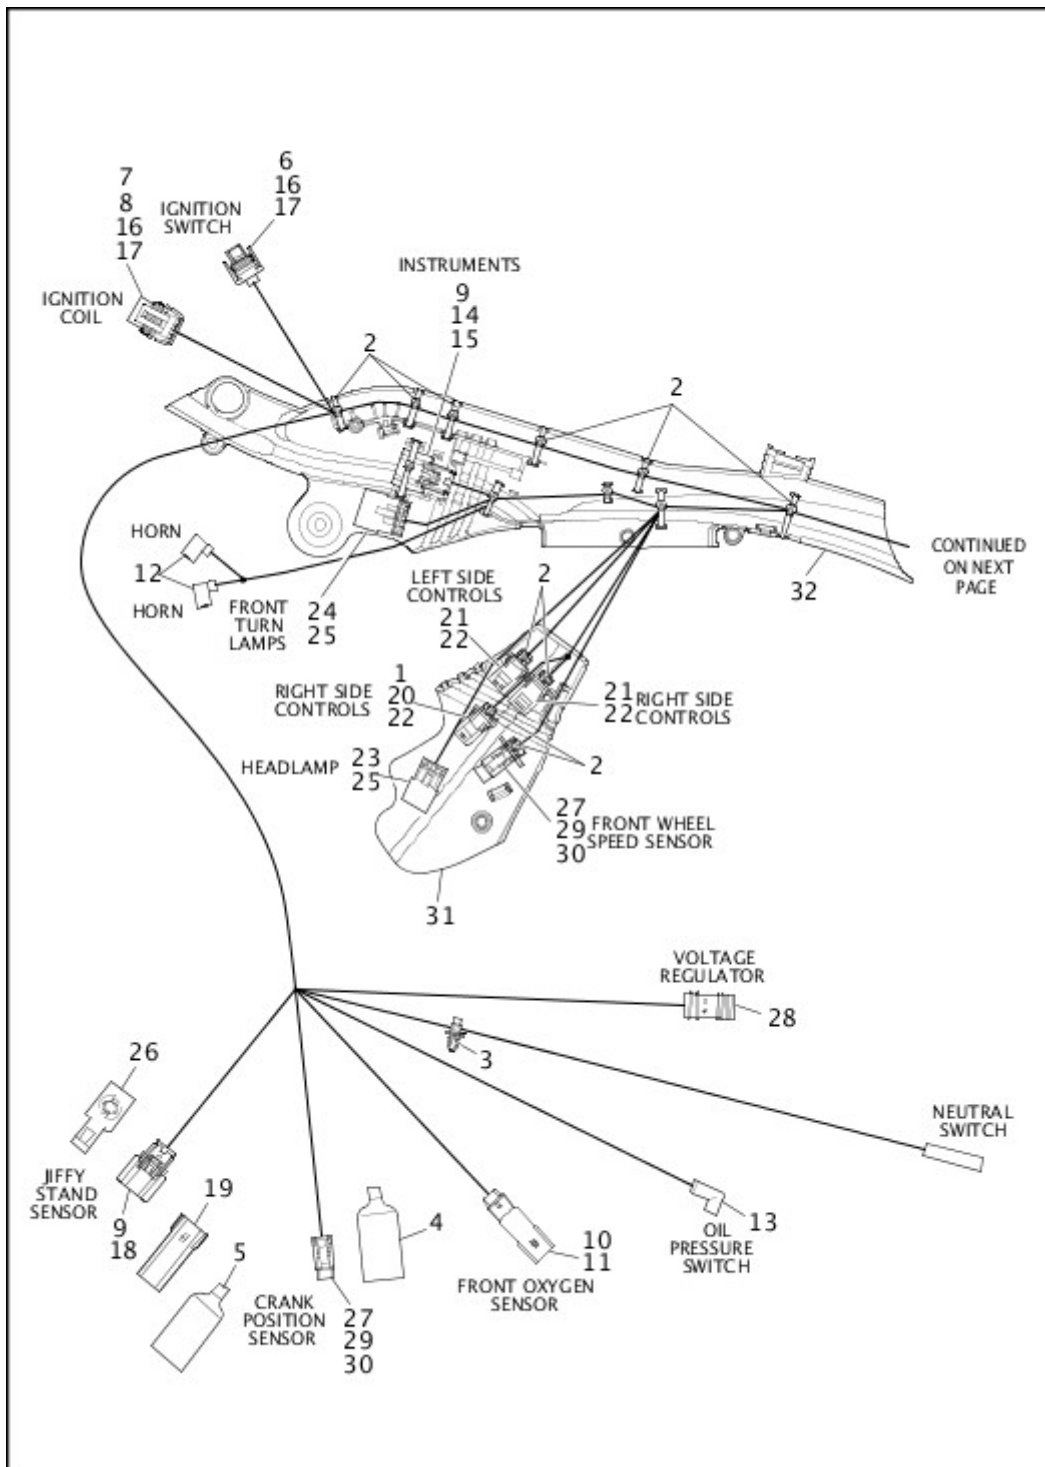 7
8
16
17
6
16
17
IGNITION
SWITCH
IGNITION
COIL
INSTRUMENTS
9
14
15
2
2
HORN
12
HORN
FRONT
TURN
LAMPS
24
25
LEFT SIDE
CONTROLS
21
22
2
32
CONTINUED
ON NEXT
PAGE
1
20
22
RIGHT SIDE
CONTROLS
21
22
RIGHT SIDE
CONTROLS
HEADLAMP
23
25
2
27
29
30
FRONT WHEEL
SPEED SENSOR
31
VOLTAGE
REGULATOR
28
3
26
NEUTRAL
SWITCH
JIFFY
STAND
SENSOR
9
18
19
5
4
CRANK
POSITION
SENSOR
27
29
30
10
11
FRONT OXYGEN
SENSOR
13
OIL
PRESSURE
SWITCH